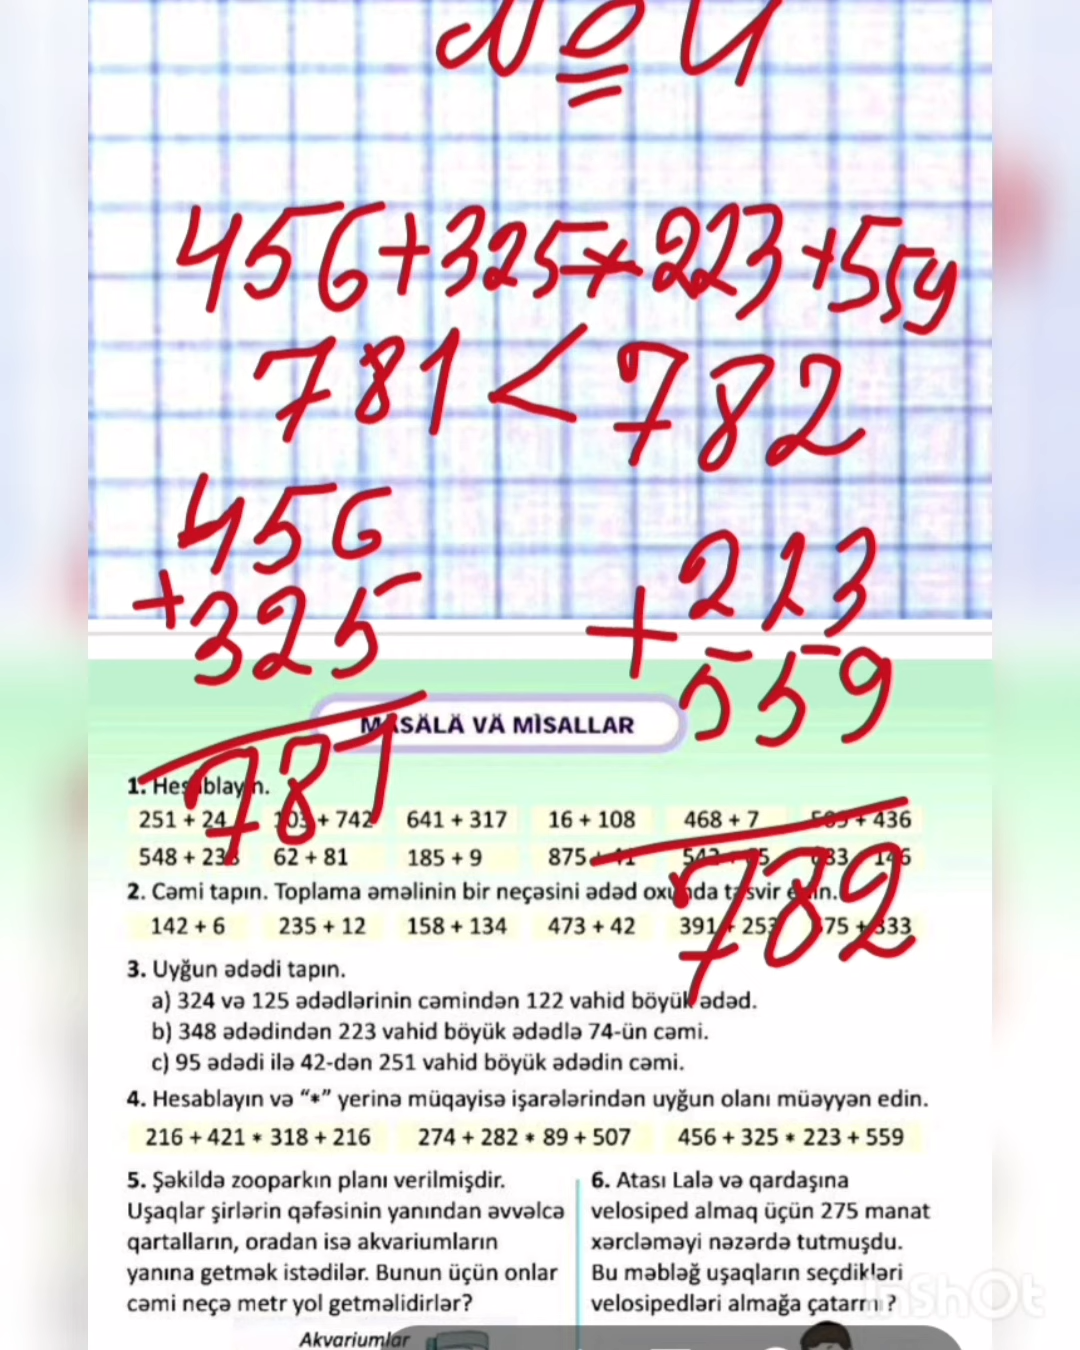 № 4
456+325*223+559
781<782
456
+325
781
223
+559
782
MƏSÄLÄ VÄ MİSALLAR
1. Hesablayın.
251 + 24 103 + 742 641 + 317 16 + 108 468 + 7 + 436
548 + 62 + 81 185 + 9 875
2. Cəmi tapın. Toplama əməlinin bir neçəsini ədəd oxunda təsvir edin.
142 + 6 235 + 12 158 + 134 473 + 42 391 + 253 + 333
3. Uyğun ədədi tapın.
a) 324 və 125 ədədlərinin cəmindən 122 vahid böyük ədəd.
b) 348 ədədindən 223 vahid böyük ədədlə 74-ün cəmi.
c) 95 ədədi ilə 42-dən 251 vahid böyük ədədin cəmi.
4. Hesablayın və “*” yerinə müqayisə işarələrindən uyğun olanı müəyyən edin.
216 + 421 * 318 + 216 274 + 282 * 89 + 507 456 + 325 * 223 + 559
5. Şəkildə zooparkın planı verilmişdir.
Uşaqlar şirlərin qəfəsinin yanından əvvəlcə
qartalların, oradan isə akvariumların
yanına getmək istədilər. Bunun üçün onlar
cəmi neçə metr yol getməlidirlər?
Akvariumlar
6. Atası Lalə və qardaşına
velosiped almaq üçün 275 manat
xərcləməyi nəzərdə tutmuşdu.
Bu məbləğ uşaqların seçdikləri
velosipedləri almağa çatarmı?
InShOt